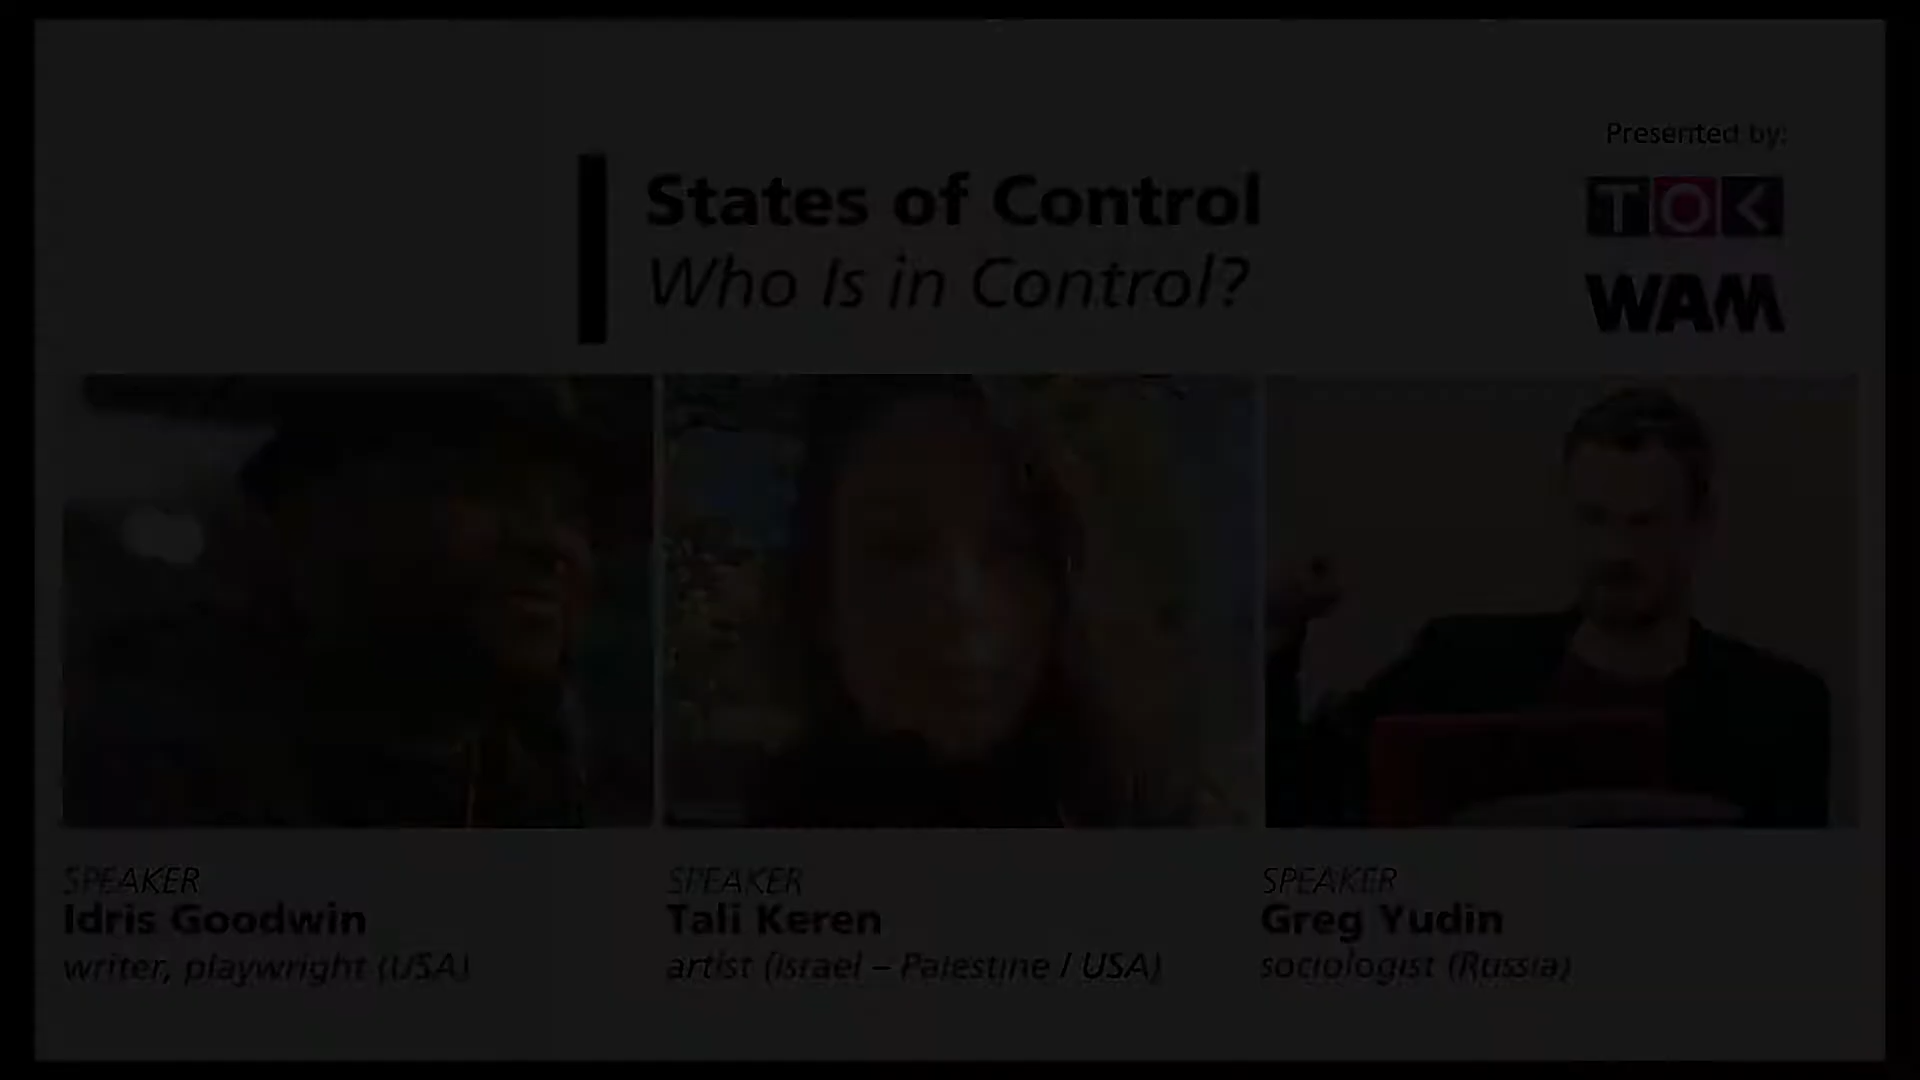 Presented by:
States of Control
TOK
Who Is in Control?
WAM
SPEAKER
Idris Goodwin
writer, playwright (USA)
SPEAKER
Tali Keren
artist (Israel – Palestine / USA)
SPEAKER
Greg Yudin
sociologist (Russia)